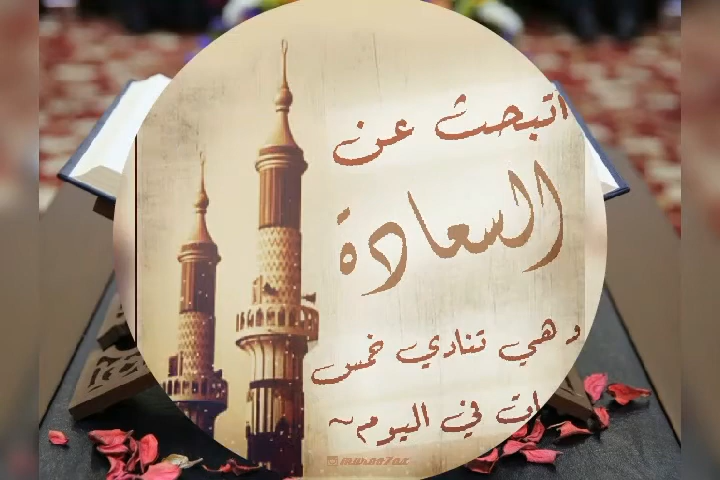 اتبحث عن
السعادة
وهي تنادي خمس
ات في اليوم~